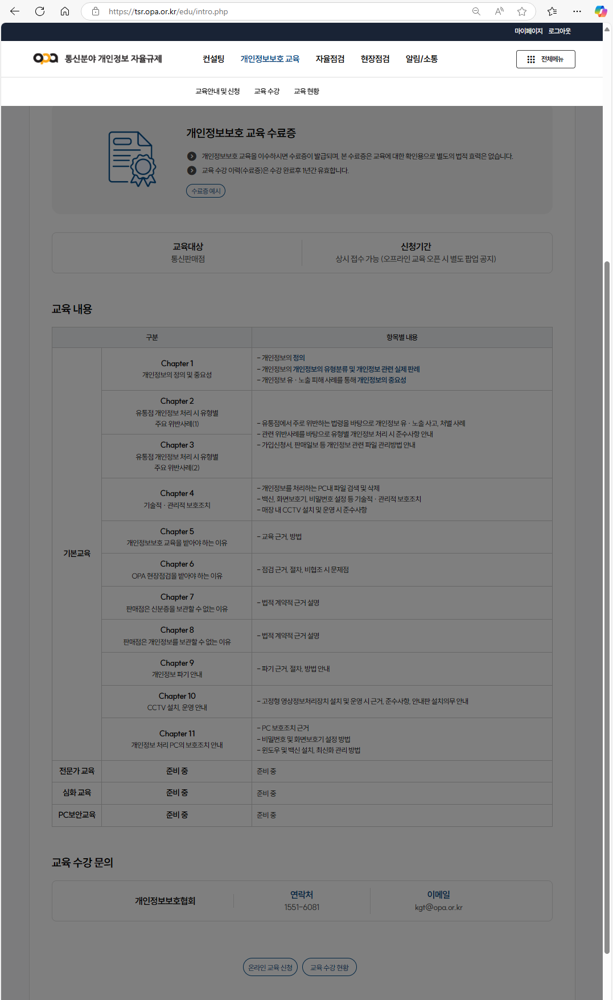 https://tsr.opa.or.kr/edu/intro.php
마이페이지 로그아웃
opa 통신분야 개인정보 자율규제
컨설팅 개인정보보호 교육 자율점검 현장점검 알림/소통
전체메뉴
교육안내 및 신청 교육 수강 교육 현황
개인정보보호 교육 수료증
개인정보보호 교육을 이수하시면 수료증이 발급되며, 본 수료증은 교육에 대한 확인용으로 별도의 법적 효력은 없습니다.
교육 수강 이력(수료증)은 수강 완료후 1년간 유효합니다.
수료증 예시
교육대상
통신판매점
신청기간
상시 접수 가능 (오프라인 교육 오픈 시 별도 팝업 공지)
교육 내용
구분 항목별 내용
기본교육
Chapter 1
개인정보의 정의 및 중요성
- 개인정보의 정의
- 개인정보의 개인정보의 유형분류 및 개인정보 관련 실제 판례
- 개인정보 유 · 노출 피해 사례를 통해 개인정보의 중요성
Chapter 2
유통점 개인정보 처리 시 유형별
주요 위반사례(1)
Chapter 3
유통점 개인정보 처리 시 유형별
주요 위반사례(2)
- 유통점에서 주로 위반하는 법령을 바탕으로 개인정보 유 · 노출 사고, 처벌 사례
- 관련 위반사례를 바탕으로 유형별 개인정보 처리 시 준수사항 안내
- 가입신청서, 판매일보 등 개인정보 관련 파일 관리방법 안내
Chapter 4
기술적 · 관리적 보호조치
- 개인정보를 처리하는 PC내 파일 검색 및 삭제
- 백신, 화면보호기, 비밀번호 설정 등 기술적 · 관리적 보호조치
- 매장 내 CCTV 설치 및 운영 시 준수사항
Chapter 5
개인정보보호 교육을 받아야 하는 이유
- 교육 근거, 방법
Chapter 6
OPA 현장점검을 받아야 하는 이유
- 점검 근거, 절차, 비협조 시 문제점
Chapter 7
판매점은 신분증을 보관할 수 없는 이유
- 법적 계약적 근거 설명
Chapter 8
판매점은 개인정보를 보관할 수 없는 이유
- 법적 계약적 근거 설명
Chapter 9
개인정보 파기 안내
- 파기 근거, 절차, 방법 안내
Chapter 10
CCTV 설치, 운영 안내
- 고정형 영상정보처리장치 설치 및 운영 시 근거, 준수사항, 안내판 설치의무 안내
Chapter 11
개인정보 처리 PC의 보호조치 안내
- PC 보호조치 근거
- 비밀번호 및 화면보호기 설정 방법
- 윈도우 및 백신 설치, 최신화 관리 방법
전문가 교육 준비 중 준비 중
심화 교육 준비 중 준비 중
PC보안교육 준비 중 준비 중
교육 수강 문의
개인정보보호협회
연락처
1551-6081
이메일
kgt@opa.or.kr
온라인 교육 신청 교육 수강 현황